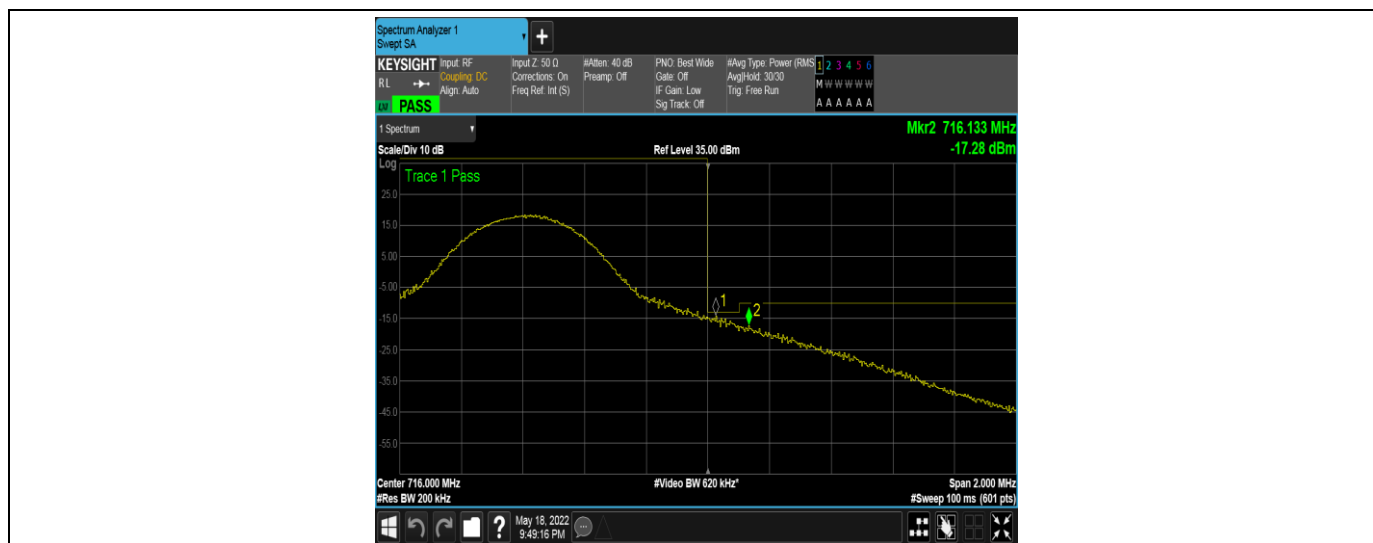 Spectrum Analyzer 1
Swept SA
+
KEYSIGHT Input: RF Input Z: 50 Ω #Atten: 40 dB PNO: Best Wide #Avg Type: Power (RMS 1 2 3 4 5 6
RL Coupling: DC Corrections: On Preamp: Off Gate: Off Avg|Hold: 30/30 M W W W W W
Align: Auto Freq Ref: Int (S) IF Gain: Low Trig: Free Run
PASS Sig Track: Off A A A A A A
1 Spectrum Mkr2 716.133 MHz
Scale/Div 10 dB Ref Level 35.00 dBm -17.28 dBm
Log
Trace 1 Pass
25.0
15.0
5.00
-5.00
1
2
-15.0
-25.0
-35.0
-45.0
-55.0
Center 716.000 MHz #Video BW 620 kHz* Span 2.000 MHz
#Res BW 200 kHz #Sweep 100 ms (601 pts)
? May 18, 2022
9:49:16 PM